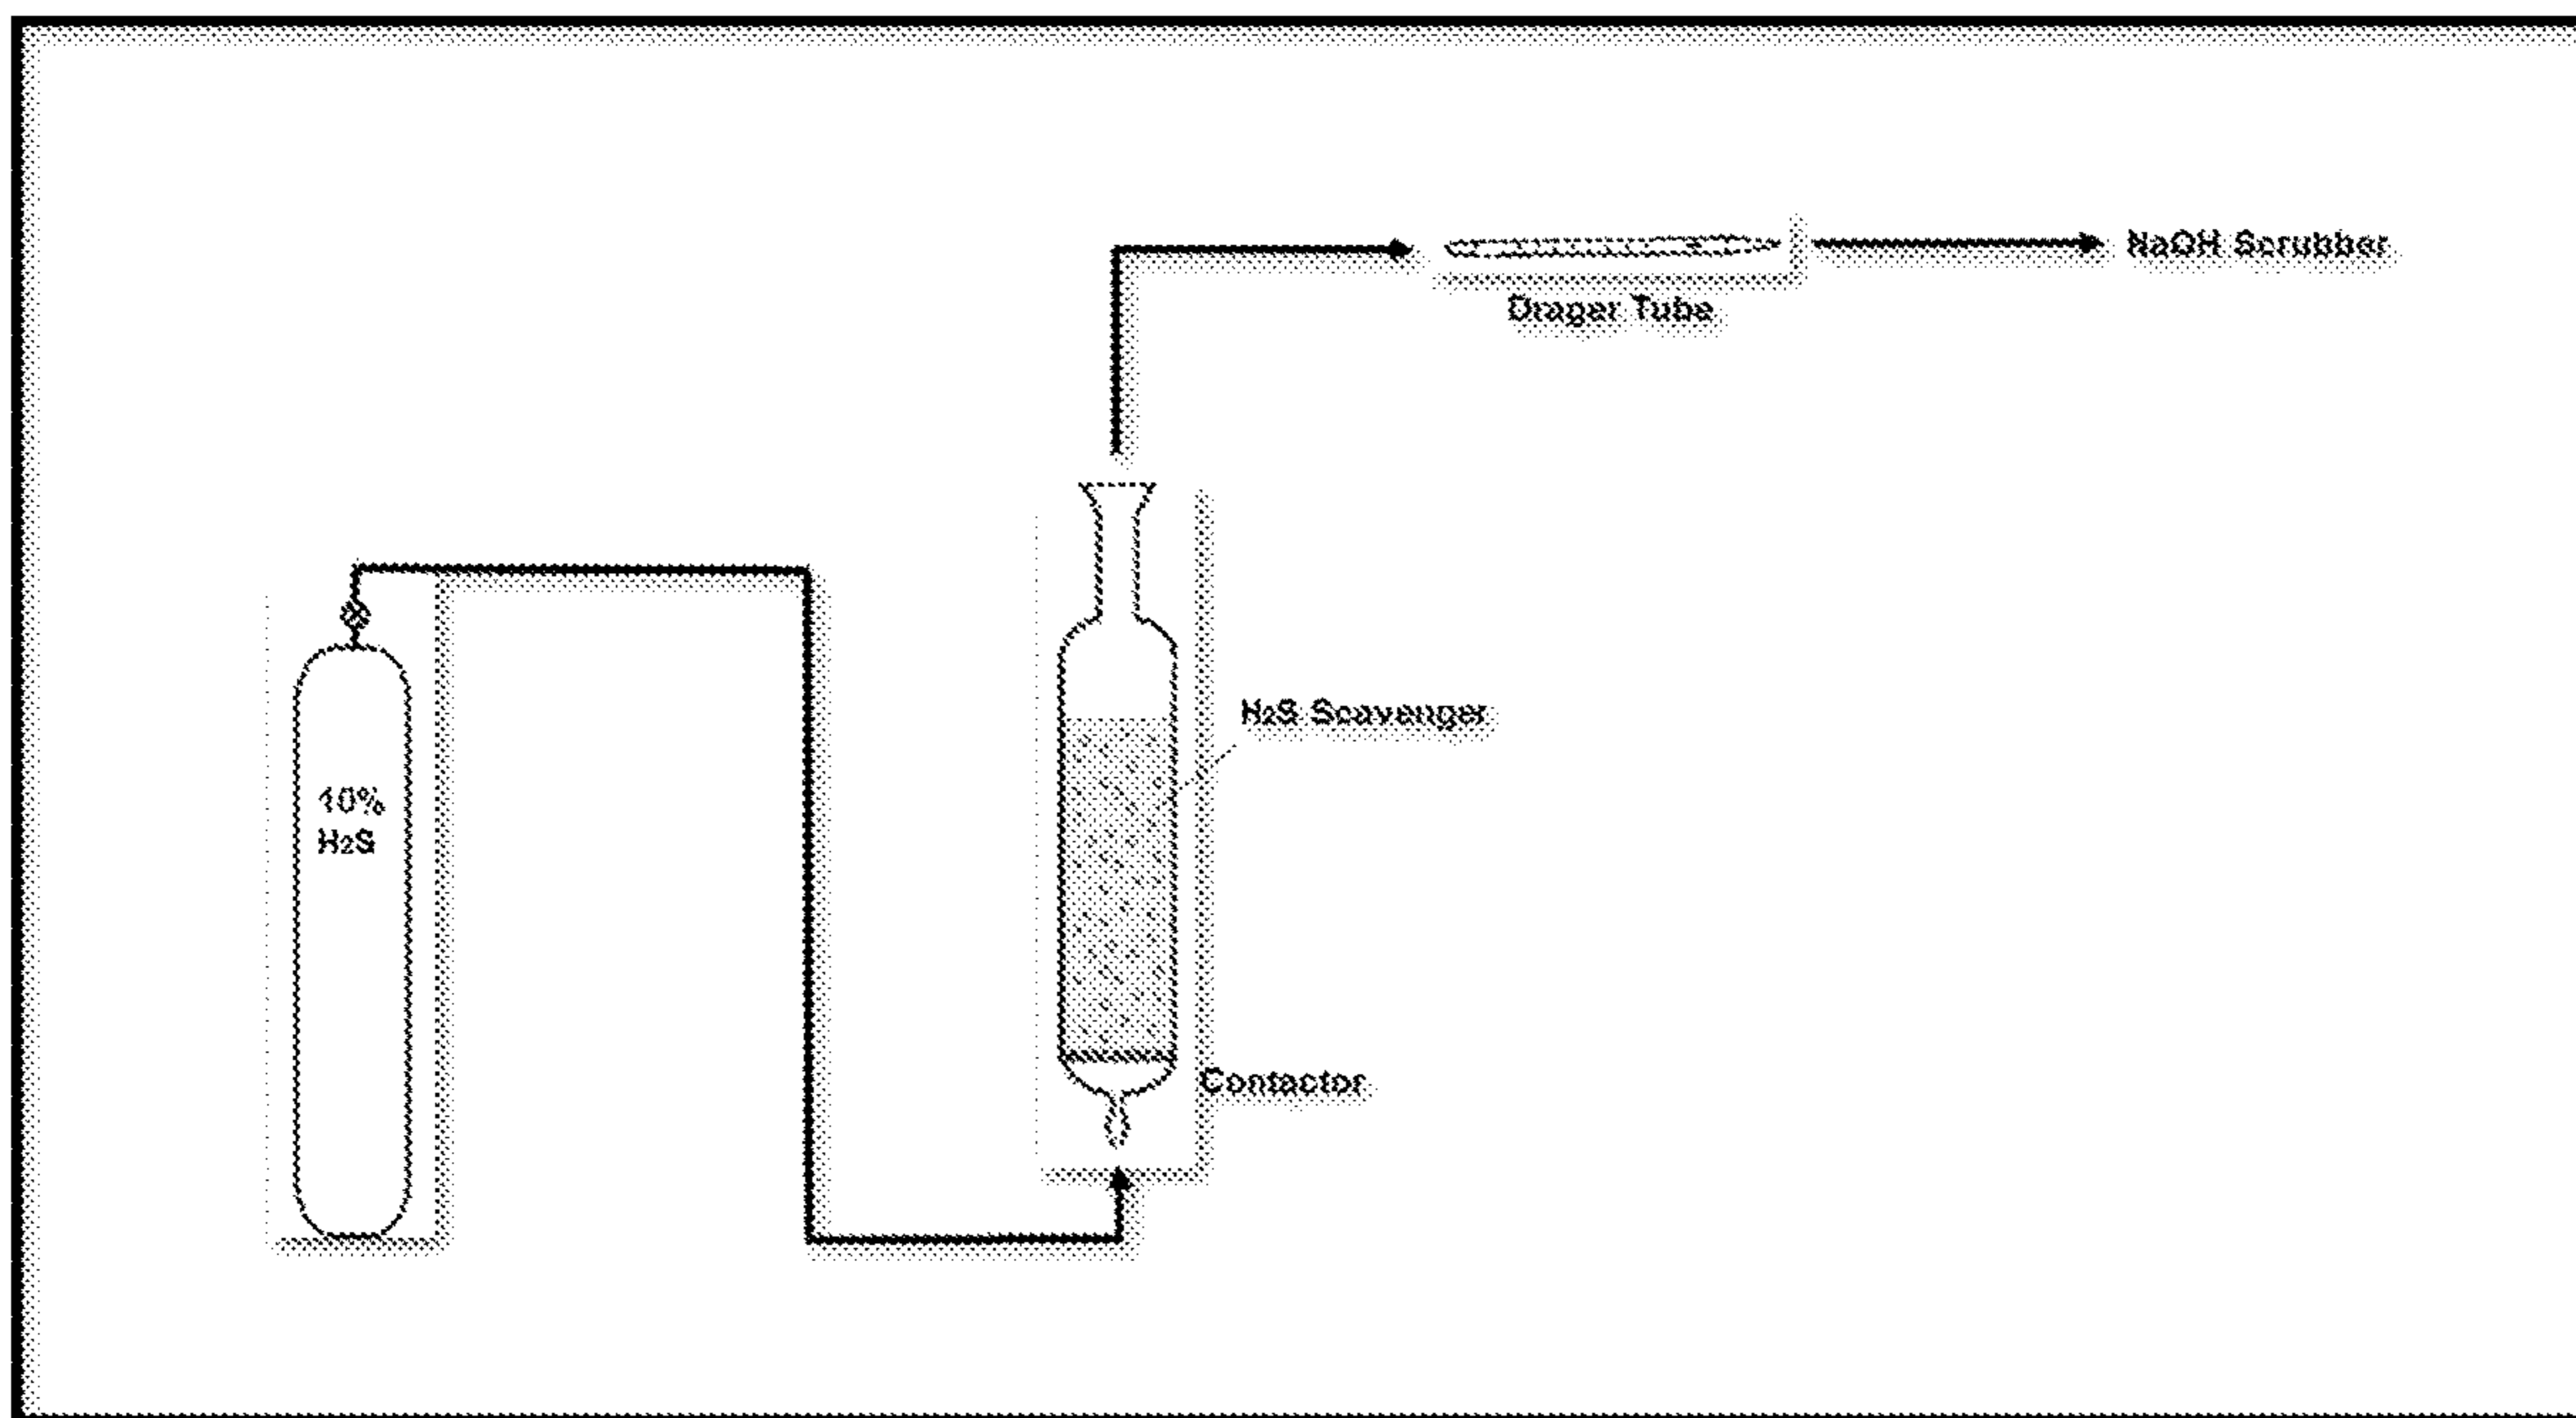 NaOH Scrubber
Drager Tube
H₂S Scavenger
10%
H₂S
Contactor